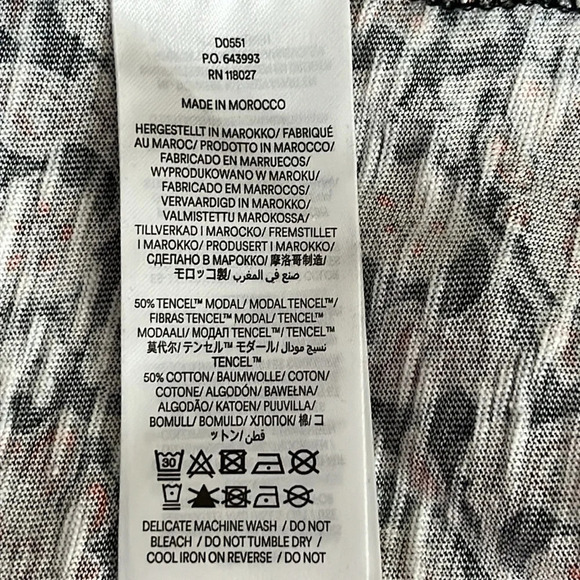 D0551
P.O. 643993
RN 118027
MADE IN MOROCCO
HERGESTELLT IN MAROKKO/ FABRIQUÉ
AU MAROC/ PRODOTTO IN MAROCCO/
FABRICADO EN MARRUECOS/
WYPRODUKOWANO W MAROKU/
FABRICADO EM MARROCOS/
VERVAARDIGD IN MAROKKO/
VALMISTETTU MAROKOSSA/
TILLVERKAD I MAROCKO/ FREMSTILLET
I MAROKKO/ PRODUSERT I MAROKKO/
СДЕЛАНО В МАРОККО/ 摩洛哥制造/
モロッコ製/ صنع في المغرب
50% TENCEL™ MODAL/ MODAL TENCEL™/
FIBRAS TENCEL™ MODAL/ TENCEL™
MODAALI/ МОДАЛ TENCEL™/ TENCEL™
莫代尔/ テンセル™ モダール/ نسيج مودال
TENCEL™
50% COTTON/ BAUMWOLLE/ COTON/
COTONE/ ALGODÓN/ BAWEŁNA/
ALGODÃO/ KATOEN/ PUUVILLA/
BOMULL/ BOMULD/ ХЛОПОК/ 棉/ コ
ットン/ قطن
30
DELICATE MACHINE WASH / DO NOT
BLEACH / DO NOT TUMBLE DRY /
COOL IRON ON REVERSE / DO NOT